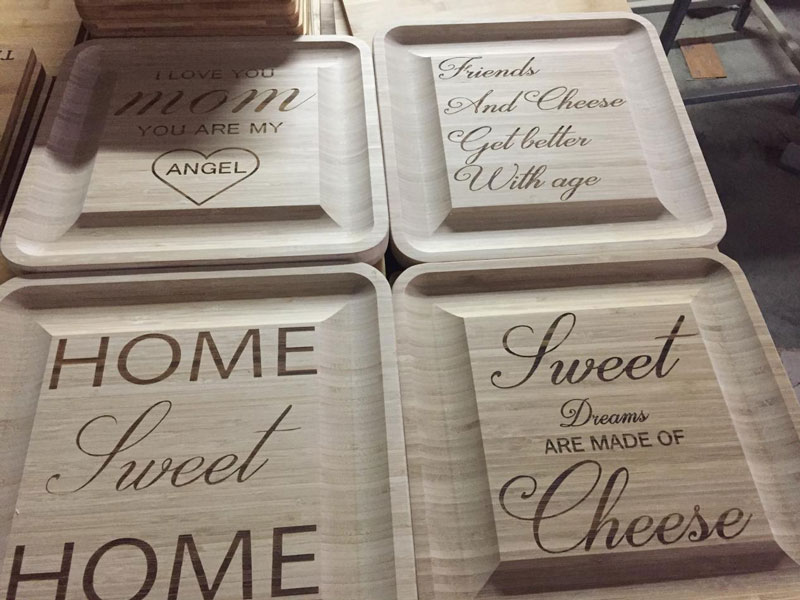 I LOVE YOU
mom
YOU ARE MY
ANGEL
Friends
And Cheese
Get better
With age
HOME
Sweet
HOME
Sweet
Dreams
ARE MADE OF
Cheese